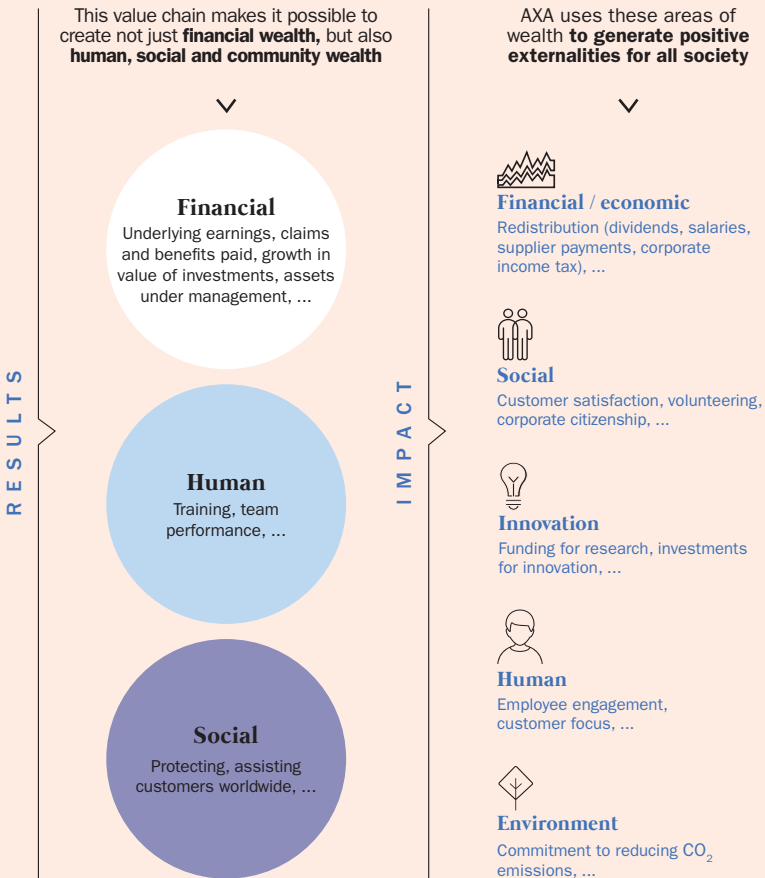 RESULTS
This value chain makes it possible to
create not just financial wealth, but also
human, social and community wealth
Financial
Underlying earnings, claims
and benefits paid, growth in
value of investments, assets
under management, ...
Human
Training, team
performance, ...
Social
Protecting, assisting
customers worldwide, ...
IMPACT
AXA uses these areas of
wealth to generate positive
externalities for all society
Financial / economic
Redistribution (dividends, salaries,
supplier payments, corporate
income tax), ...
Social
Customer satisfaction, volunteering,
corporate citizenship, ...
Innovation
Funding for research, investments
for innovation, ...
Human
Employee engagement,
customer focus, ...
Environment
Commitment to reducing CO₂
emissions, ...